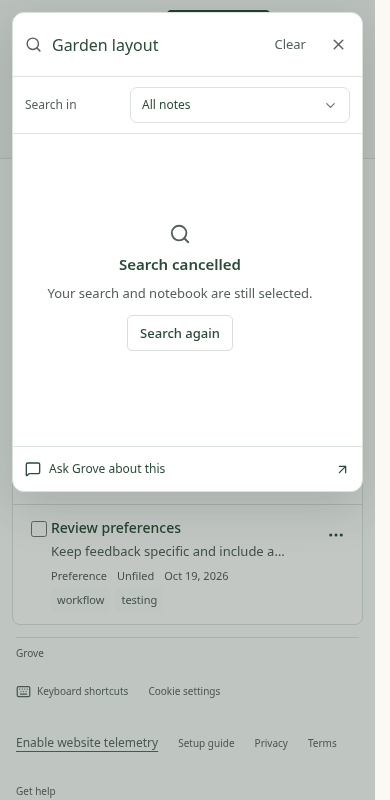 Garden layout
Clear
Search in
All notes
Search cancelled
Your search and notebook are still selected.
Search again
Ask Grove about this
Review preferences
Keep feedback specific and include a...
Preference Unfiled Oct 19, 2026
workflow testing
Grove
Keyboard shortcuts Cookie settings
Enable website telemetry Setup guide Privacy Terms
Get help